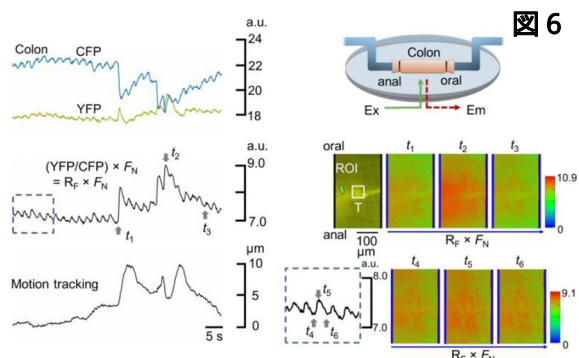 図6
a.u.
24
22
20
18
Colon CFP
YFP
Colon
anal oral
Ex Em
a.u.
9.0
7.0
(YFP/CFP) × FN
= RF × FN
t2
t1
t3
oral
ROI
T
anal
100
μm
t1 t2 t3
10.9
0
RF × FN
μm
10
5
0
Motion tracking
5 s
a.u.
8.0
7.0
t5
t4 t6
t4 t5 t6
9.1
0
RF × FN